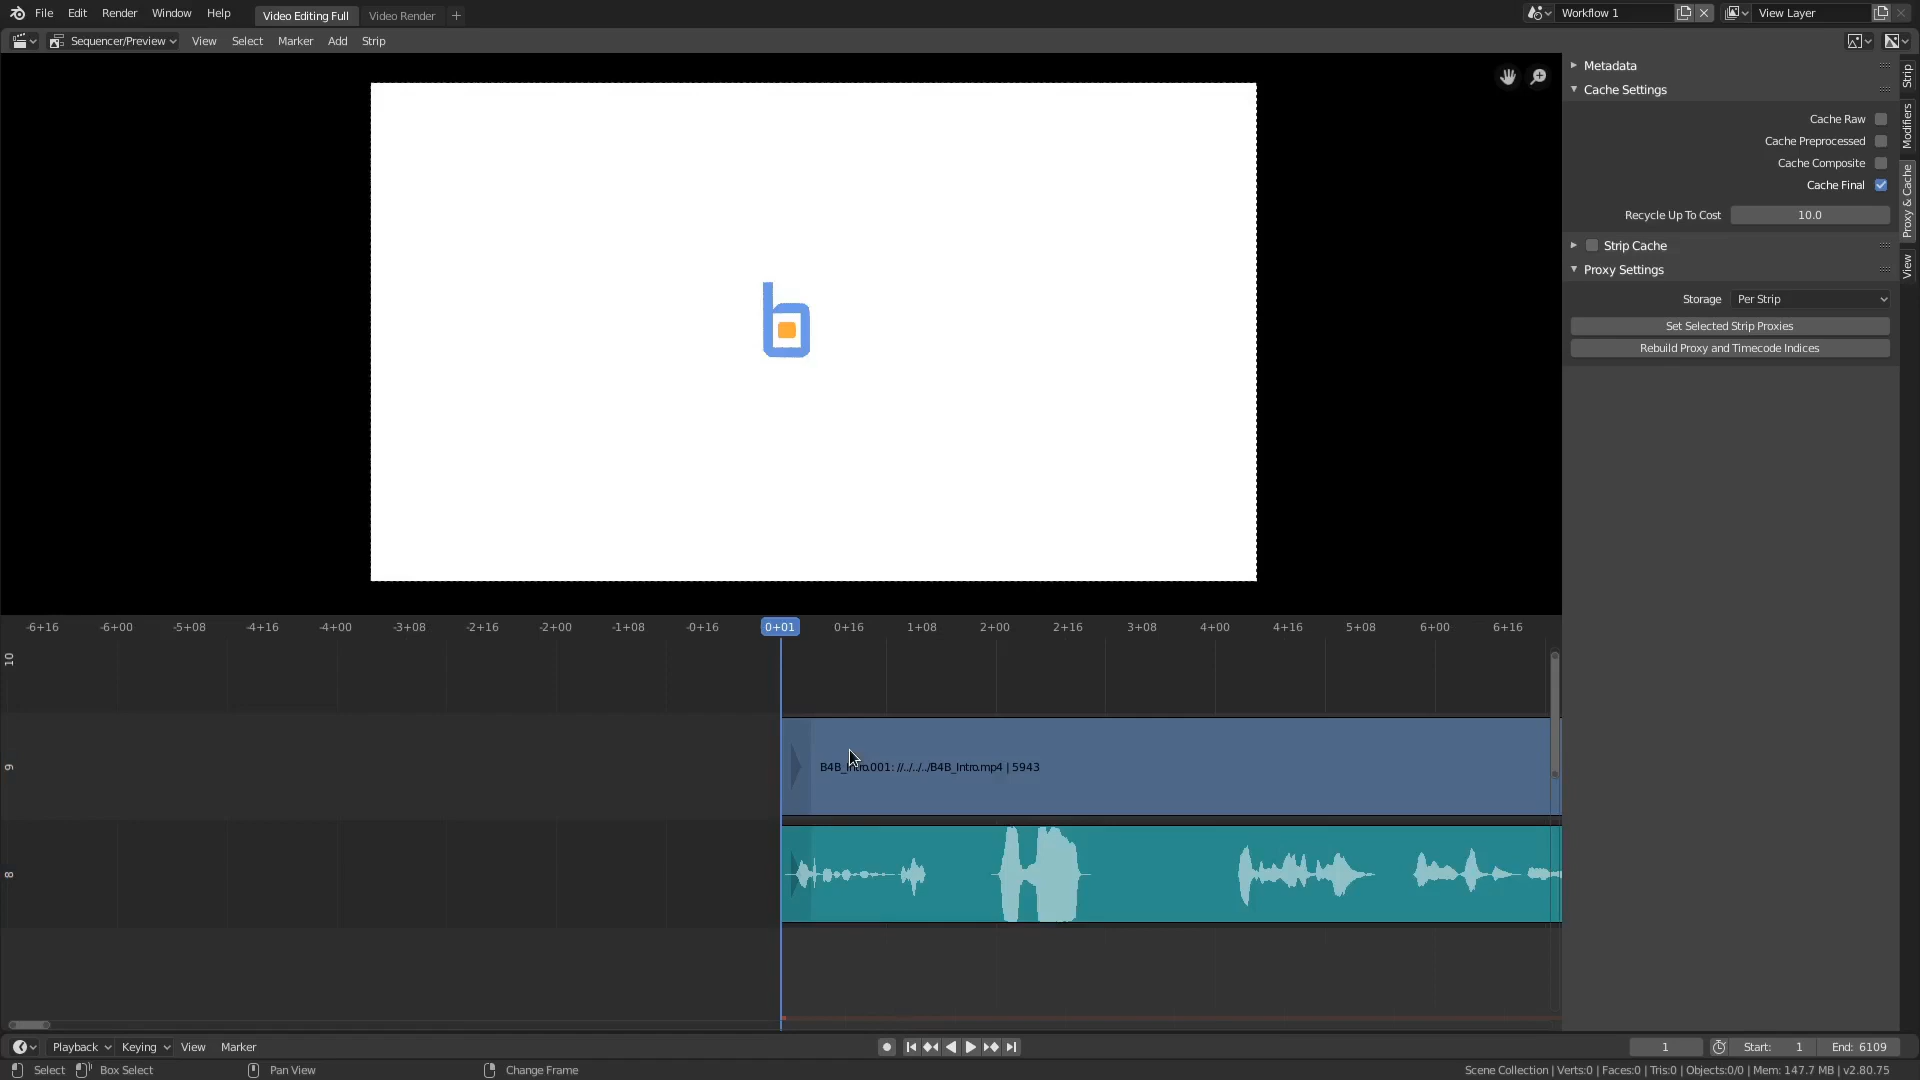 File Edit Render Window Help Video Editing Full Video Render + Workflow 1 View Layer
Sequencer/Preview View Select Marker Add Strip
Metadata
Cache Settings
Cache Raw
Cache Preprocessed
Cache Composite
Cache Final
Recycle Up To Cost 10.0
Strip Cache
Proxy Settings
Storage Per Strip
Set Selected Strip Proxies
Rebuild Proxy and Timecode Indices
Strip
Modifiers
Proxy & Cache
View
b
-6+16 -6+00 -5+08 -4+16 -4+00 -3+08 -2+16 -2+00 -1+08 -0+16 0+01 0+16 1+08 2+00 2+16 3+08 4+00 4+16 5+08 6+00 6+16
10
9
B4B_Intro.001: //../../../B4B_Intro.mp4 | 5943
8
Playback Keying View Marker 1 Start: 1 End: 6109
Select Box Select Pan View Change Frame Scene Collection | Verts:0 | Faces:0 | Tris:0 | Objects:0/0 | Mem: 147.7 MB | v2.80.75